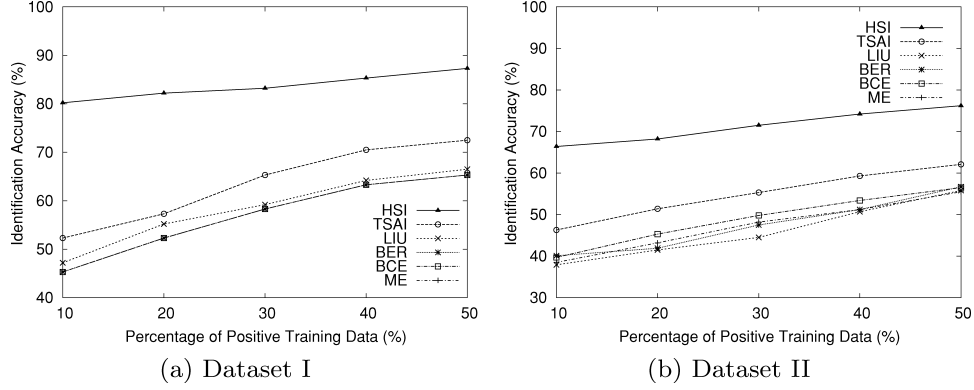 100
90
80
70
60
50
40
Identification Accuracy (%)
HSI
TSAI
LIU
BER
BCE
ME
10 20 30 40 50
Percentage of Positive Training Data (%)
(a) Dataset I
100
90
80
70
60
50
40
30
Identification Accuracy (%)
HSI
TSAI
LIU
BER
BCE
ME
10 20 30 40 50
Percentage of Positive Training Data (%)
(b) Dataset II